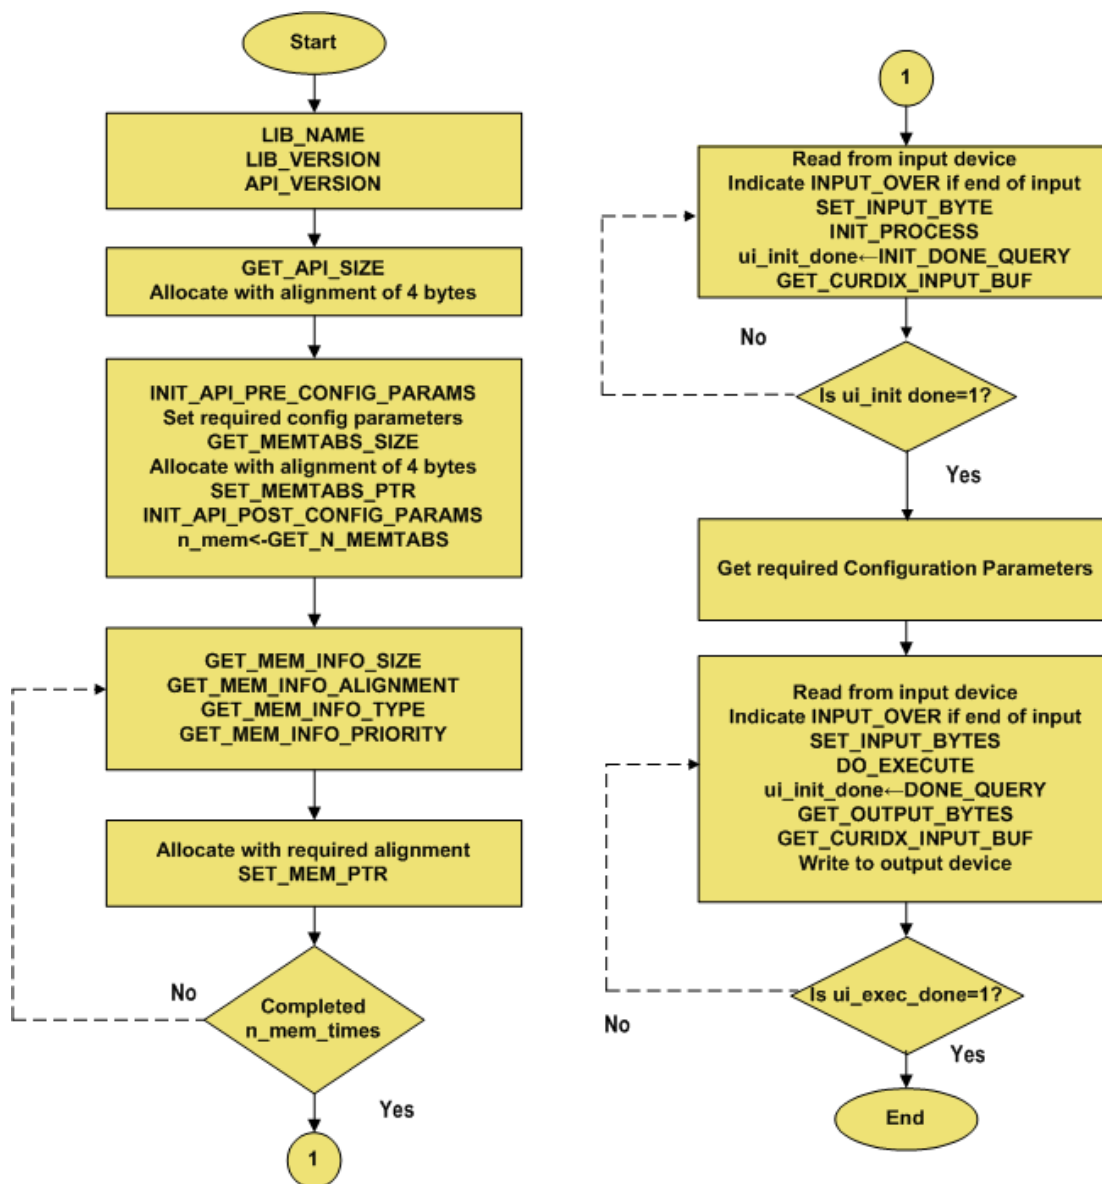 Start
LIB_NAME
LIB_VERSION
API_VERSION
GET_API_SIZE
Allocate with alignment of 4 bytes
INIT_API_PRE_CONFIG_PARAMS
Set required config parameters
GET_MEMTABS_SIZE
Allocate with alignment of 4 bytes
SET_MEMTABS_PTR
INIT_API_POST_CONFIG_PARAMS
n_mem<-GET_N_MEMTABS
GET_MEM_INFO_SIZE
GET_MEM_INFO_ALIGNMENT
GET_MEM_INFO_TYPE
GET_MEM_INFO_PRIORITY
Allocate with required alignment
SET_MEM_PTR
No
Completed
n_mem_times
Yes
1
1
Read from input device
Indicate INPUT_OVER if end of input
SET_INPUT_BYTE
INIT_PROCESS
ui_init_done←INIT_DONE_QUERY
GET_CURDIX_INPUT_BUF
No
Is ui_init done=1?
Yes
Get required Configuration Parameters
Read from input device
Indicate INPUT_OVER if end of input
SET_INPUT_BYTES
DO_EXECUTE
ui_init_done←DONE_QUERY
GET_OUTPUT_BYTES
GET_CURIDX_INPUT_BUF
Write to output device
Is ui_exec_done=1?
No
Yes
End